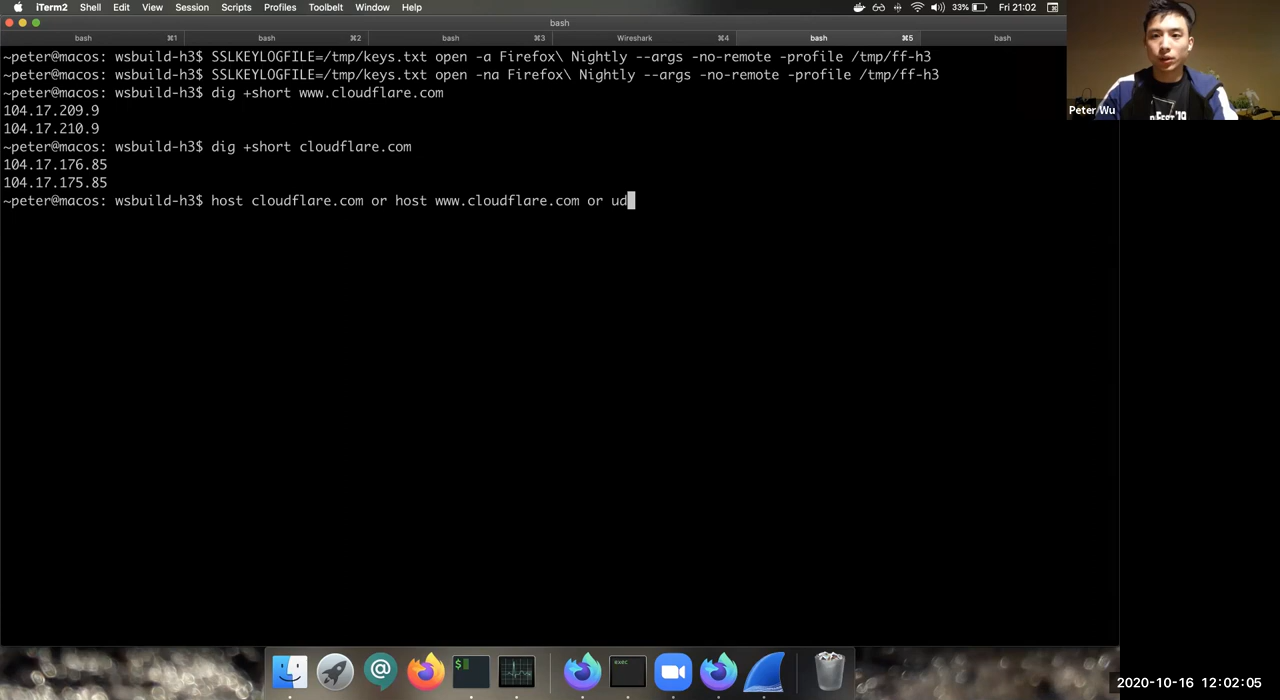 iTerm2 Shell Edit View Session Scripts Profiles Toolbelt Window Help 33% Fri 21:02
bash
bash ⌘1 bash ⌘2 bash ⌘3 Wireshark ⌘4 bash ⌘5 bash
~peter@macos: wsbuild-h3$ SSLKEYLOGFILE=/tmp/keys.txt open -a Firefox\ Nightly --args -no-remote -profile /tmp/ff-h3
~peter@macos: wsbuild-h3$ SSLKEYLOGFILE=/tmp/keys.txt open -na Firefox\ Nightly --args -no-remote -profile /tmp/ff-h3
~peter@macos: wsbuild-h3$ dig +short www.cloudflare.com
104.17.209.9
104.17.210.9
~peter@macos: wsbuild-h3$ dig +short cloudflare.com
104.17.176.85
104.17.175.85
~peter@macos: wsbuild-h3$ host cloudflare.com or host www.cloudflare.com or ud
Peter Wu
exec
2020-10-16 12:02:05